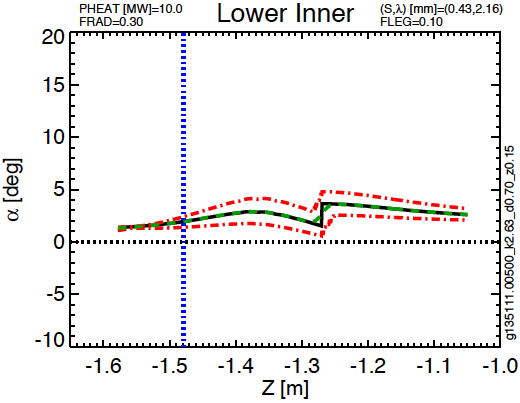 PHEAT [MW]=10.0
FRAD=0.30
Lower Inner
(S,λ) [mm]=(0.43,2.16)
FLEG=0.10
20
15
10
5
0
-5
-10
α [deg]
-1.6 -1.5 -1.4 -1.3 -1.2 -1.1 -1.0
Z [m]
g135111.00500_k2.63_d0.70_z0.15